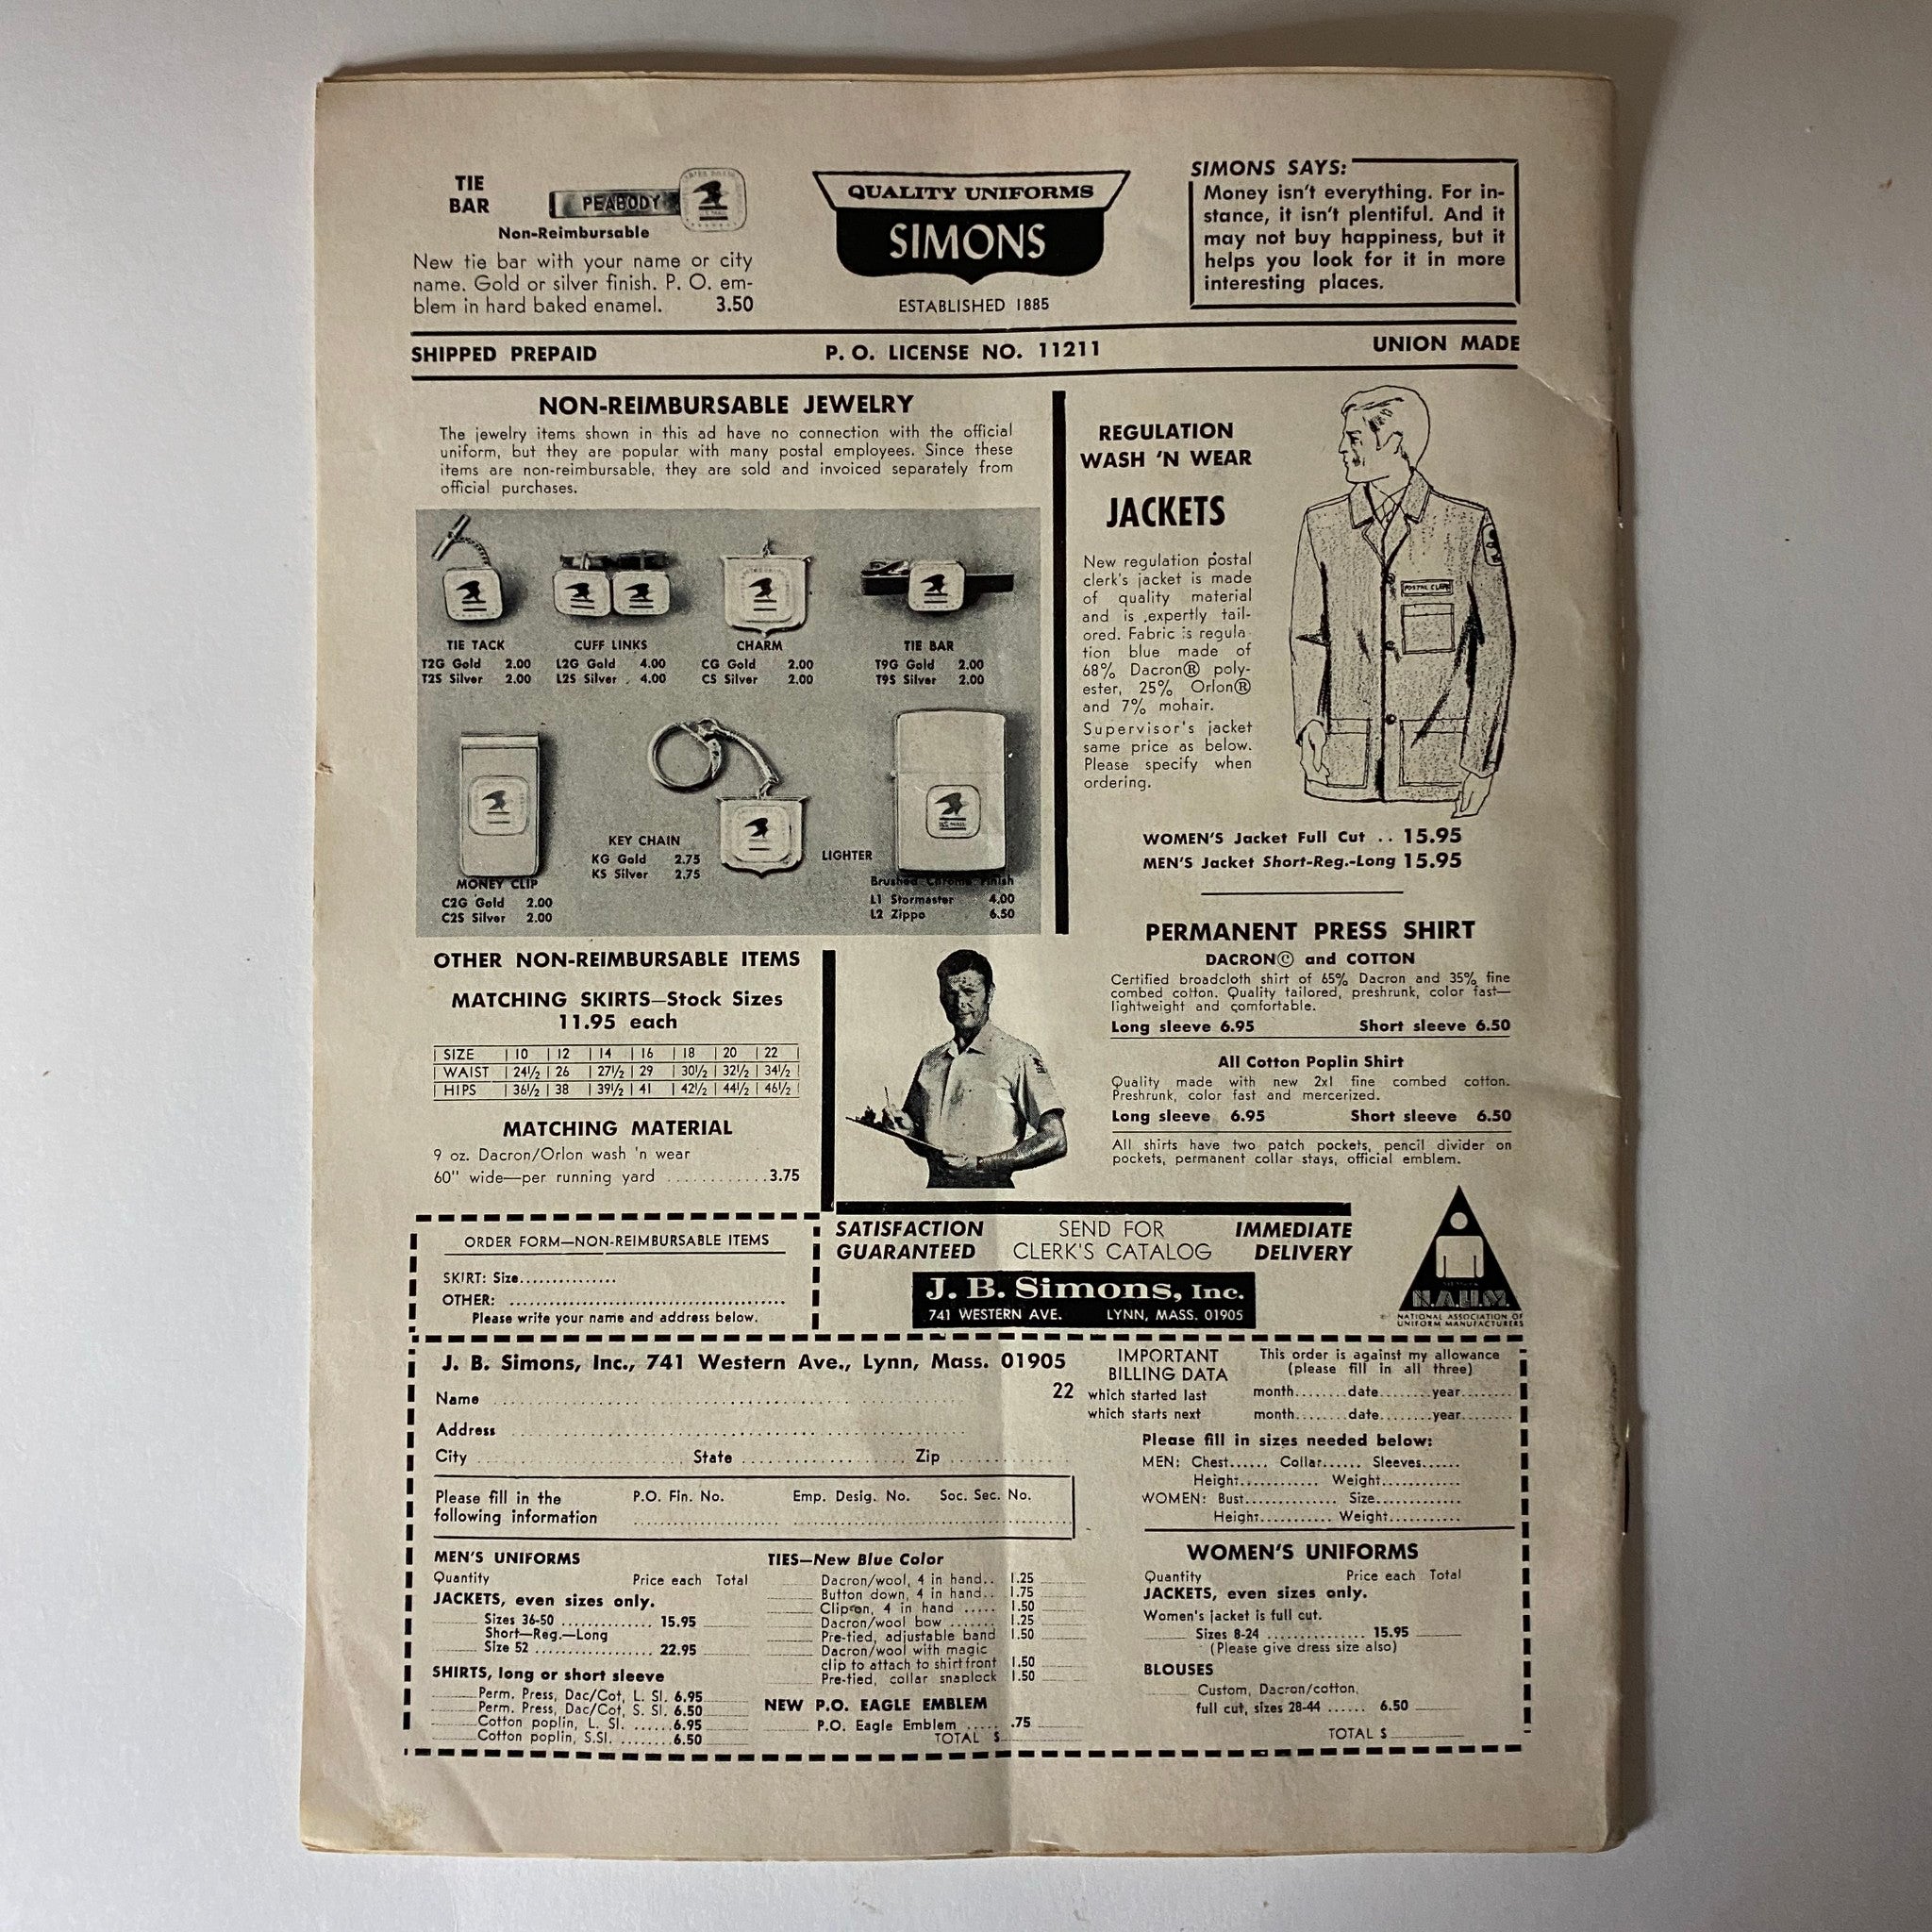 TIE
BAR
PEABODY
Non-Reimbursable
New tie bar with your name or city
name. Gold or silver finish. P. O. em-
blem in hard baked enamel. 3.50
QUALITY UNIFORMS
SIMONS
ESTABLISHED 1885
SIMONS SAYS:
Money isn't everything. For in-
stance, it isn't plentiful. And it
may not buy happiness, but it
helps you look for it in more
interesting places.
SHIPPED PREPAID P. O. LICENSE NO. 11211 UNION MADE
NON-REIMBURSABLE JEWELRY
The jewelry items shown in this ad have no connection with the official
uniform, but they are popular with many postal employees. Since these
items are non-reimbursable, they are sold and invoiced separately from
official purchases.
TIE TACK
T2G Gold 2.00
T2S Silver 2.00
CUFF LINKS
L2G Gold 4.00
L2S Silver . 4.00
CHARM
CG Gold 2.00
CS Silver 2.00
TIE BAR
T9G Gold 2.00
T9S Silver 2.00
MONEY CLIP
C2G Gold 2.00
C2S Silver 2.00
KEY CHAIN
KG Gold 2.75
KS Silver 2.75
LIGHTER
Brushed Chrome Finish
L1 Stormaster 4.00
L2 Zippo 6.50
REGULATION
WASH 'N WEAR
JACKETS
New regulation postal
clerk's jacket is made
of quality material
and is expertly tail-
ored. Fabric is regula
tion blue made of
68% Dacron® poly-
ester, 25% Orlon®
and 7% mohair.
Supervisor's jacket
same price as below.
Please specify when
ordering.
POSTAL CLERK
WOMEN'S Jacket Full Cut .. 15.95
MEN'S Jacket Short-Reg.-Long 15.95
OTHER NON-REIMBURSABLE ITEMS
MATCHING SKIRTS—Stock Sizes
11.95 each
SIZE | 10 | 12 | 14 | 16 | 18 | 20 | 22
WAIST | 24½ | 26 | 27½ | 29 | 30½ | 32½ | 34½
HIPS | 36½ | 38 | 39½ | 41 | 42½ | 44½ | 46½
MATCHING MATERIAL
9 oz. Dacron/Orlon wash 'n wear
60" wide—per running yard ............3.75
PERMANENT PRESS SHIRT
DACRON© and COTTON
Certified broadcloth shirt of 65% Dacron and 35% fine
combed cotton. Quality tailored, preshrunk, color fast—
lightweight and comfortable.
Long sleeve 6.95 Short sleeve 6.50
All Cotton Poplin Shirt
Quality made with new 2x1 fine combed cotton.
Preshrunk, color fast and mercerized.
Long sleeve 6.95 Short sleeve 6.50
All shirts have two patch pockets, pencil divider on
pockets, permanent collar stays, official emblem.
ORDER FORM—NON-REIMBURSABLE ITEMS
SKIRT: Size...............
OTHER: ...........................................
Please write your name and address below.
SATISFACTION
GUARANTEED
SEND FOR
CLERK'S CATALOG
IMMEDIATE
DELIVERY
J. B. Simons, Inc.
741 WESTERN AVE. LYNN, MASS. 01905
N.A.U.M.
NATIONAL ASSOCIATION OF
UNIFORM MANUFACTURERS
J. B. Simons, Inc., 741 Western Ave., Lynn, Mass. 01905
22
Name
Address
City State Zip
Please fill in the
following information
P.O. Fin. No. Emp. Desig. No. Soc. Sec. No.
IMPORTANT
BILLING DATA
This order is against my allowance
(please fill in all three)
which started last month........date........year........
which starts next month........date........year........
Please fill in sizes needed below:
MEN: Chest...... Collar...... Sleeves......
Height............ Weight............
WOMEN: Bust.............. Size.............
Height........... Weight............
MEN'S UNIFORMS
Quantity Price each Total
JACKETS, even sizes only.
Sizes 36-50 .............. 15.95
Short—Reg.—Long
Size 52 .................. 22.95
SHIRTS, long or short sleeve
Perm. Press, Dac/Cot, L. Sl. 6.95
Perm. Press, Dac/Cot, S. Sl. 6.50
Cotton poplin, L. Sl. .......6.95
Cotton poplin, S.Sl. ........6.50
TIES—New Blue Color
Dacron/wool, 4 in hand.. 1.25
Button down, 4 in hand.. 1.75
Clip-on, 4 in hand ..... 1.50
Dacron/wool bow ....... 1.25
Pre-tied, adjustable band 1.50
Dacron/wool with magic
clip to attach to shirtfront 1.50
Pre-tied, collar snaplock 1.50
NEW P.O. EAGLE EMBLEM
P.O. Eagle Emblem ..... .75
TOTAL $
WOMEN'S UNIFORMS
Quantity Price each Total
JACKETS, even sizes only.
Women's jacket is full cut.
Sizes 8-24 ............... 15.95
(Please give dress size also)
BLOUSES
Custom, Dacron/cotton,
full cut, sizes 28-44 ...... 6.50
TOTAL $